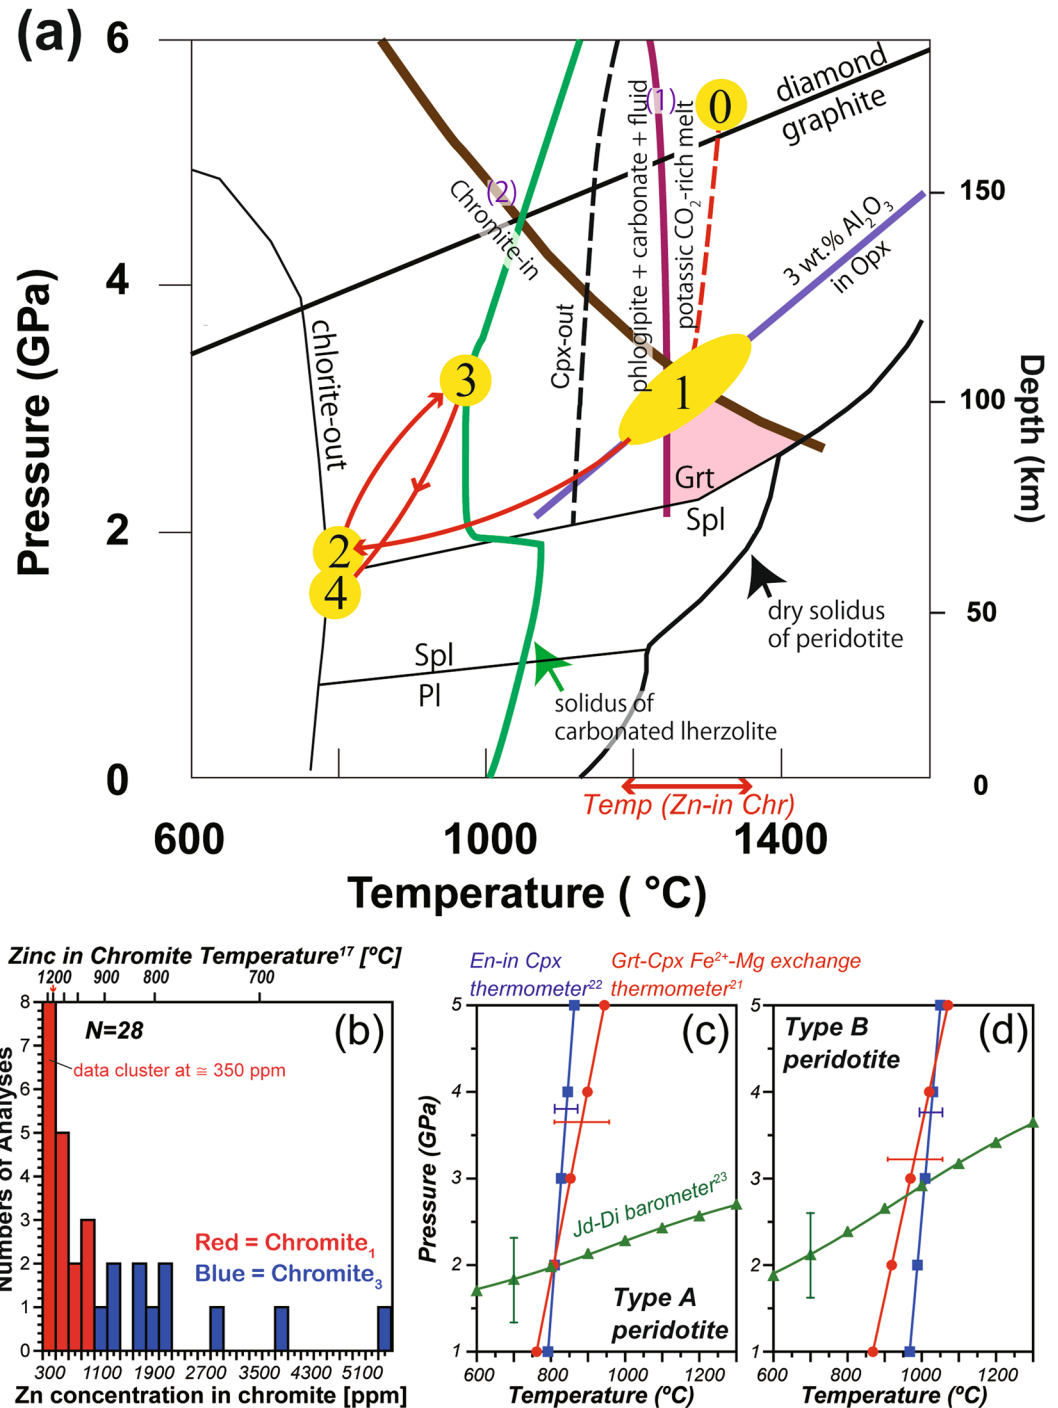 (a)
6
4
2
0
Pressure (GPa)
150
100
50
0
Depth (km)
600
1000
1400
Temperature ( °C)
diamond
graphite
(1)
(2)
0
1
2
3
4
Chromite-in
chlorite-out
Cpx-out
phlogipite + carbonate + fluid
potassic CO2-rich melt
3 wt.% Al2O3
in Opx
Grt
Spl
Spl
Pl
dry solidus
of peridotite
solidus of
carbonated lherzolite
Temp (Zn-in Chr)
Zinc in Chromite Temperature17 [ºC]
1200
900
800
700
(b)
N=28
data cluster at ≅ 350 ppm
Red = Chromite1
Blue = Chromite3
8
7
6
5
4
3
2
1
0
Numbers of Analyses
300
1100
1900
2700
3500
4300
5100
Zn concentration in chromite [ppm]
En-in Cpx
thermometer22
Grt-Cpx Fe2+-Mg exchange
thermometer21
(c)
5
4
3
2
1
Pressure (GPa)
Jd-Di barometer23
Type A
peridotite
600
800
1000
1200
Temperature (ºC)
(d)
Type B
peridotite
5
4
3
2
1
600
800
1000
1200
Temperature (ºC)